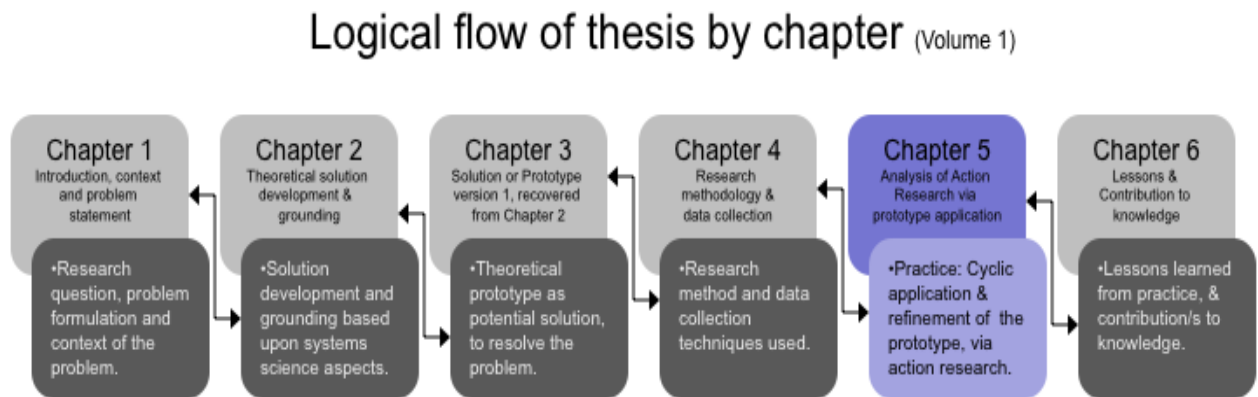 Logical flow of thesis by chapter (Volume 1)
Chapter 1
Introduction, context
and problem
statement
•Research
question, problem
formulation and
context of the
problem.
Chapter 2
Theoretical solution
development &
grounding
•Solution
development and
grounding based
upon systems
science aspects.
Chapter 3
Solution or Prototype
version 1, recovered
from Chapter 2
•Theoretical
prototype as
potential solution,
to resolve the
problem.
Chapter 4
Research
methodology &
data collection
•Research
method and data
collection
techniques used.
Chapter 5
Analysis of Action
Research via
prototype application
•Practice: Cyclic
application &
refinement of the
prototype, via
action research.
Chapter 6
Lessons &
Contribution to
knowledge
•Lessons learned
from practice, &
contribution/s to
knowledge.